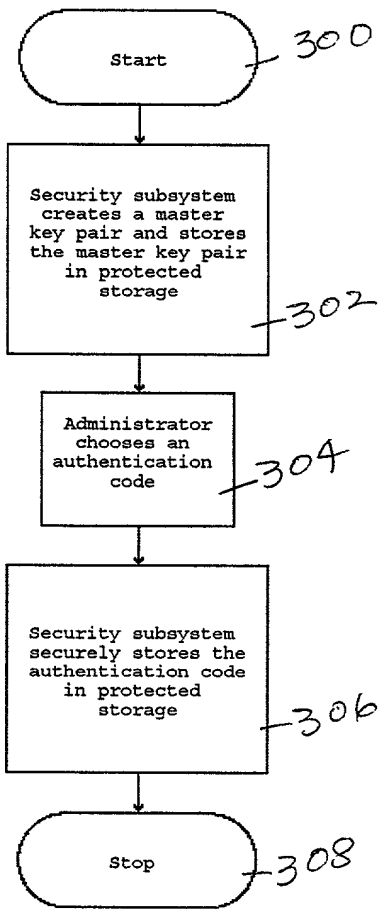 Start
300
Security subsystem
creates a master
key pair and stores
the master key pair
in protected
storage
302
Administrator
chooses an
authentication
code
304
Security subsystem
securely stores the
authentication code
in protected
storage
306
Stop
308